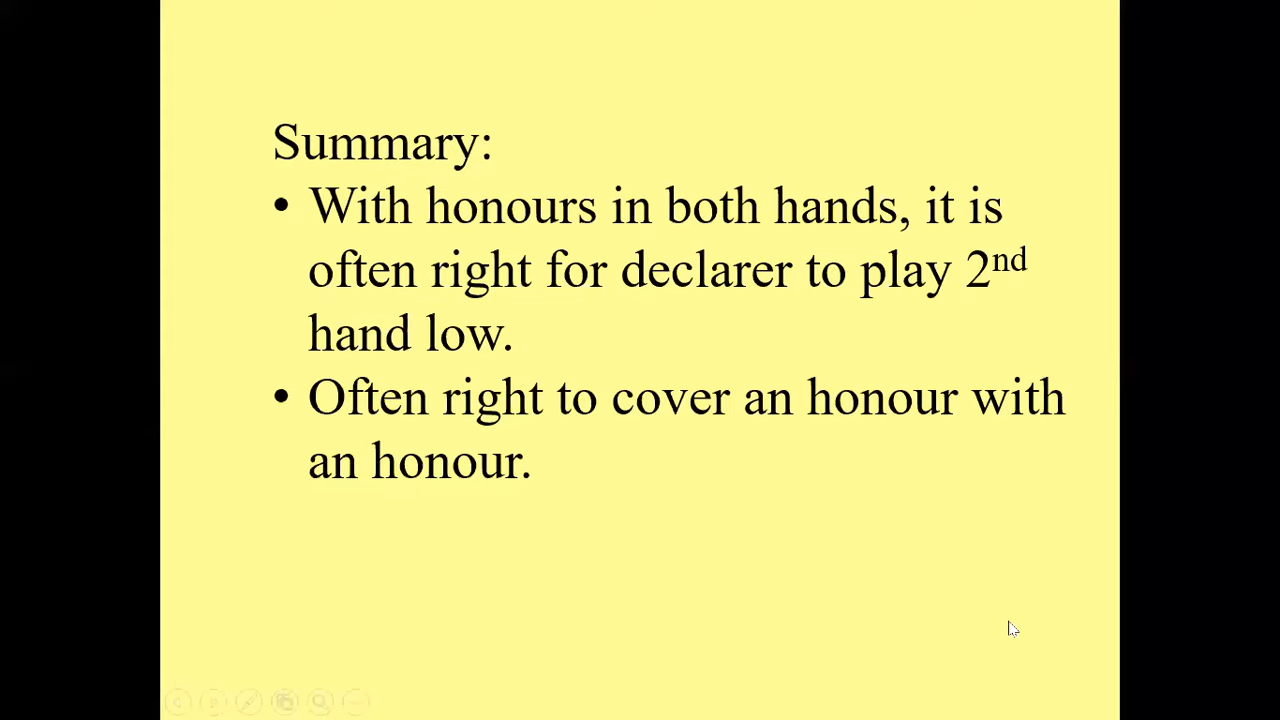 Summary:
• With honours in both hands, it is
often right for declarer to play 2nd
hand low.
• Often right to cover an honour with
an honour.